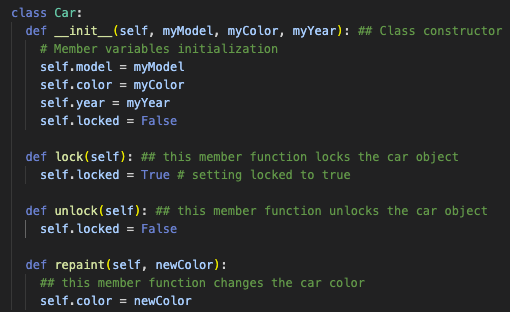 class Car:
  def __init__(self, myModel, myColor, myYear): ## Class constructor
    # Member variables initialization
    self.model = myModel
    self.color = myColor
    self.year = myYear
    self.locked = False
  def lock(self): ## this member function locks the car object
    self.locked = True # setting locked to true
  def unlock(self): ## this member function unlocks the car object
    self.locked = False
  def repaint(self, newColor):
    ## this member function changes the car color
    self.color = newColor